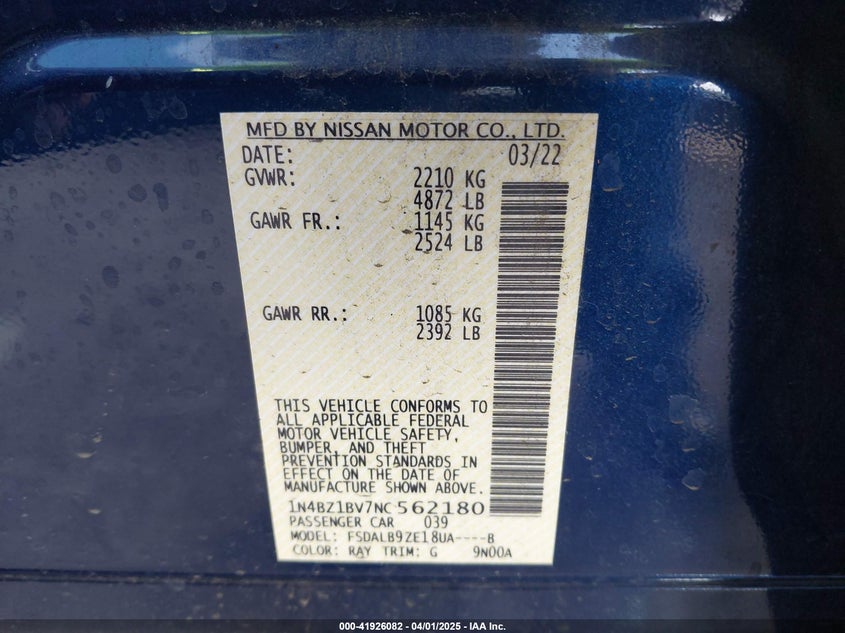 MFD BY NISSAN MOTOR CO., LTD.
DATE: 03/22
GVWR: 2210 KG
4872 LB
GAWR FR.: 1145 KG
2524 LB
GAWR RR.: 1085 KG
2392 LB
THIS VEHICLE CONFORMS TO
ALL APPLICABLE FEDERAL
MOTOR VEHICLE SAFETY,
BUMPER, AND THEFT
PREVENTION STANDARDS IN
EFFECT ON THE DATE OF
MANUFACTURE SHOWN ABOVE.
1N4BZ1BV7NC562180
PASSENGER CAR 039
MODEL: FSDALB9ZE18UA----B
COLOR: RAY TRIM: G 9N00A
000-41926082 - 04/01/2025 - IAA Inc.